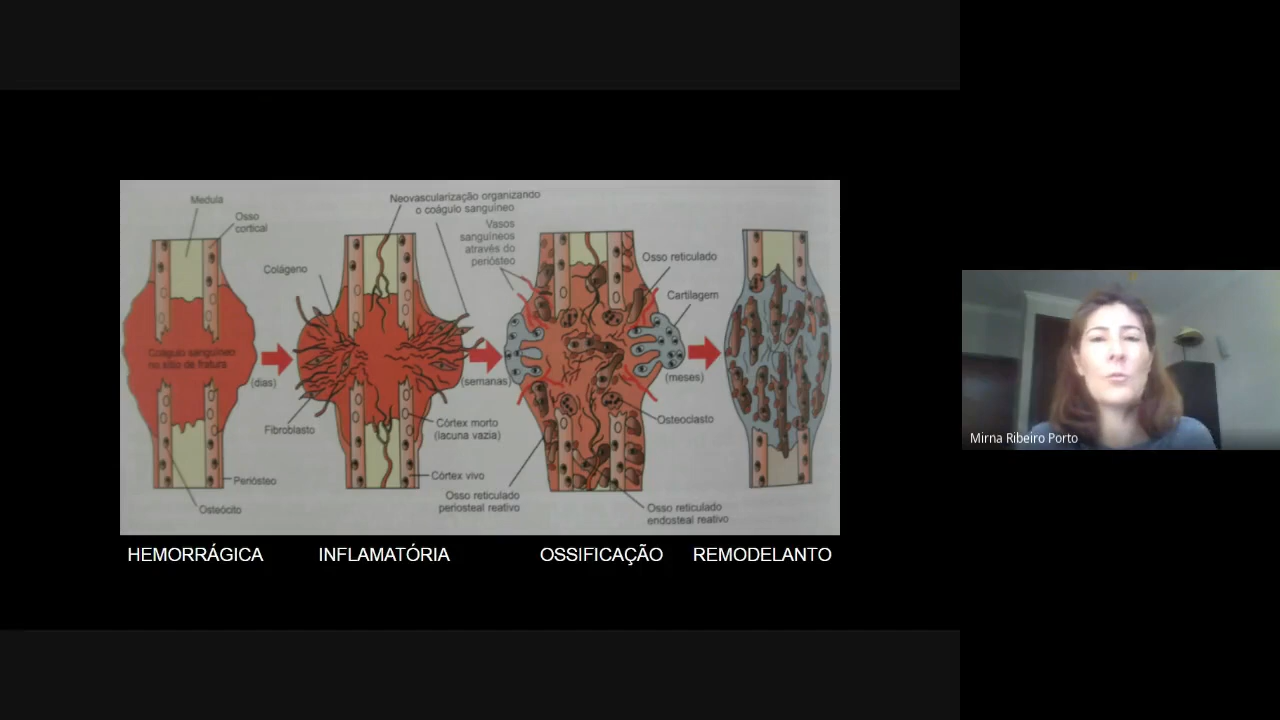 Medula
Osso
cortical
Coágulo sanguíneo
no sítio de fratura
(dias)
Periósteo
Osteócito
Neovascularização organizando
o coágulo sanguíneo
Colágeno
Fibroblasto
Córtex morto
(lacuna vazia)
Córtex vivo
(semanas)
Vasos
sanguíneos
através do
periósteo
Osso reticulado
Cartilagem
Osteoclasto
(meses)
Osso reticulado
periosteal reativo
Osso reticulado
endosteal reativo
HEMORRÁGICA
INFLAMATÓRIA
OSSIFICAÇÃO
REMODELANTO
Mirna Ribeiro Porto